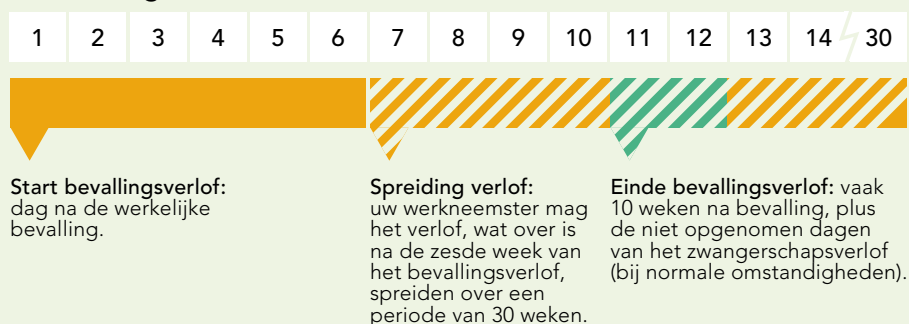 1 2 3 4 5 6 7 8 9 10 11 12 13 14 30
Start bevallingsverlof:
dag na de werkelijke
bevalling.
Spreiding verlof:
uw werkneemster mag
het verlof, wat over is
na de zesde week van
het bevallingsverlof,
spreiden over een
periode van 30 weken.
Einde bevallingsverlof: vaak
10 weken na bevalling, plus
de niet opgenomen dagen
van het zwangerschapsverlof
(bij normale omstandigheden).